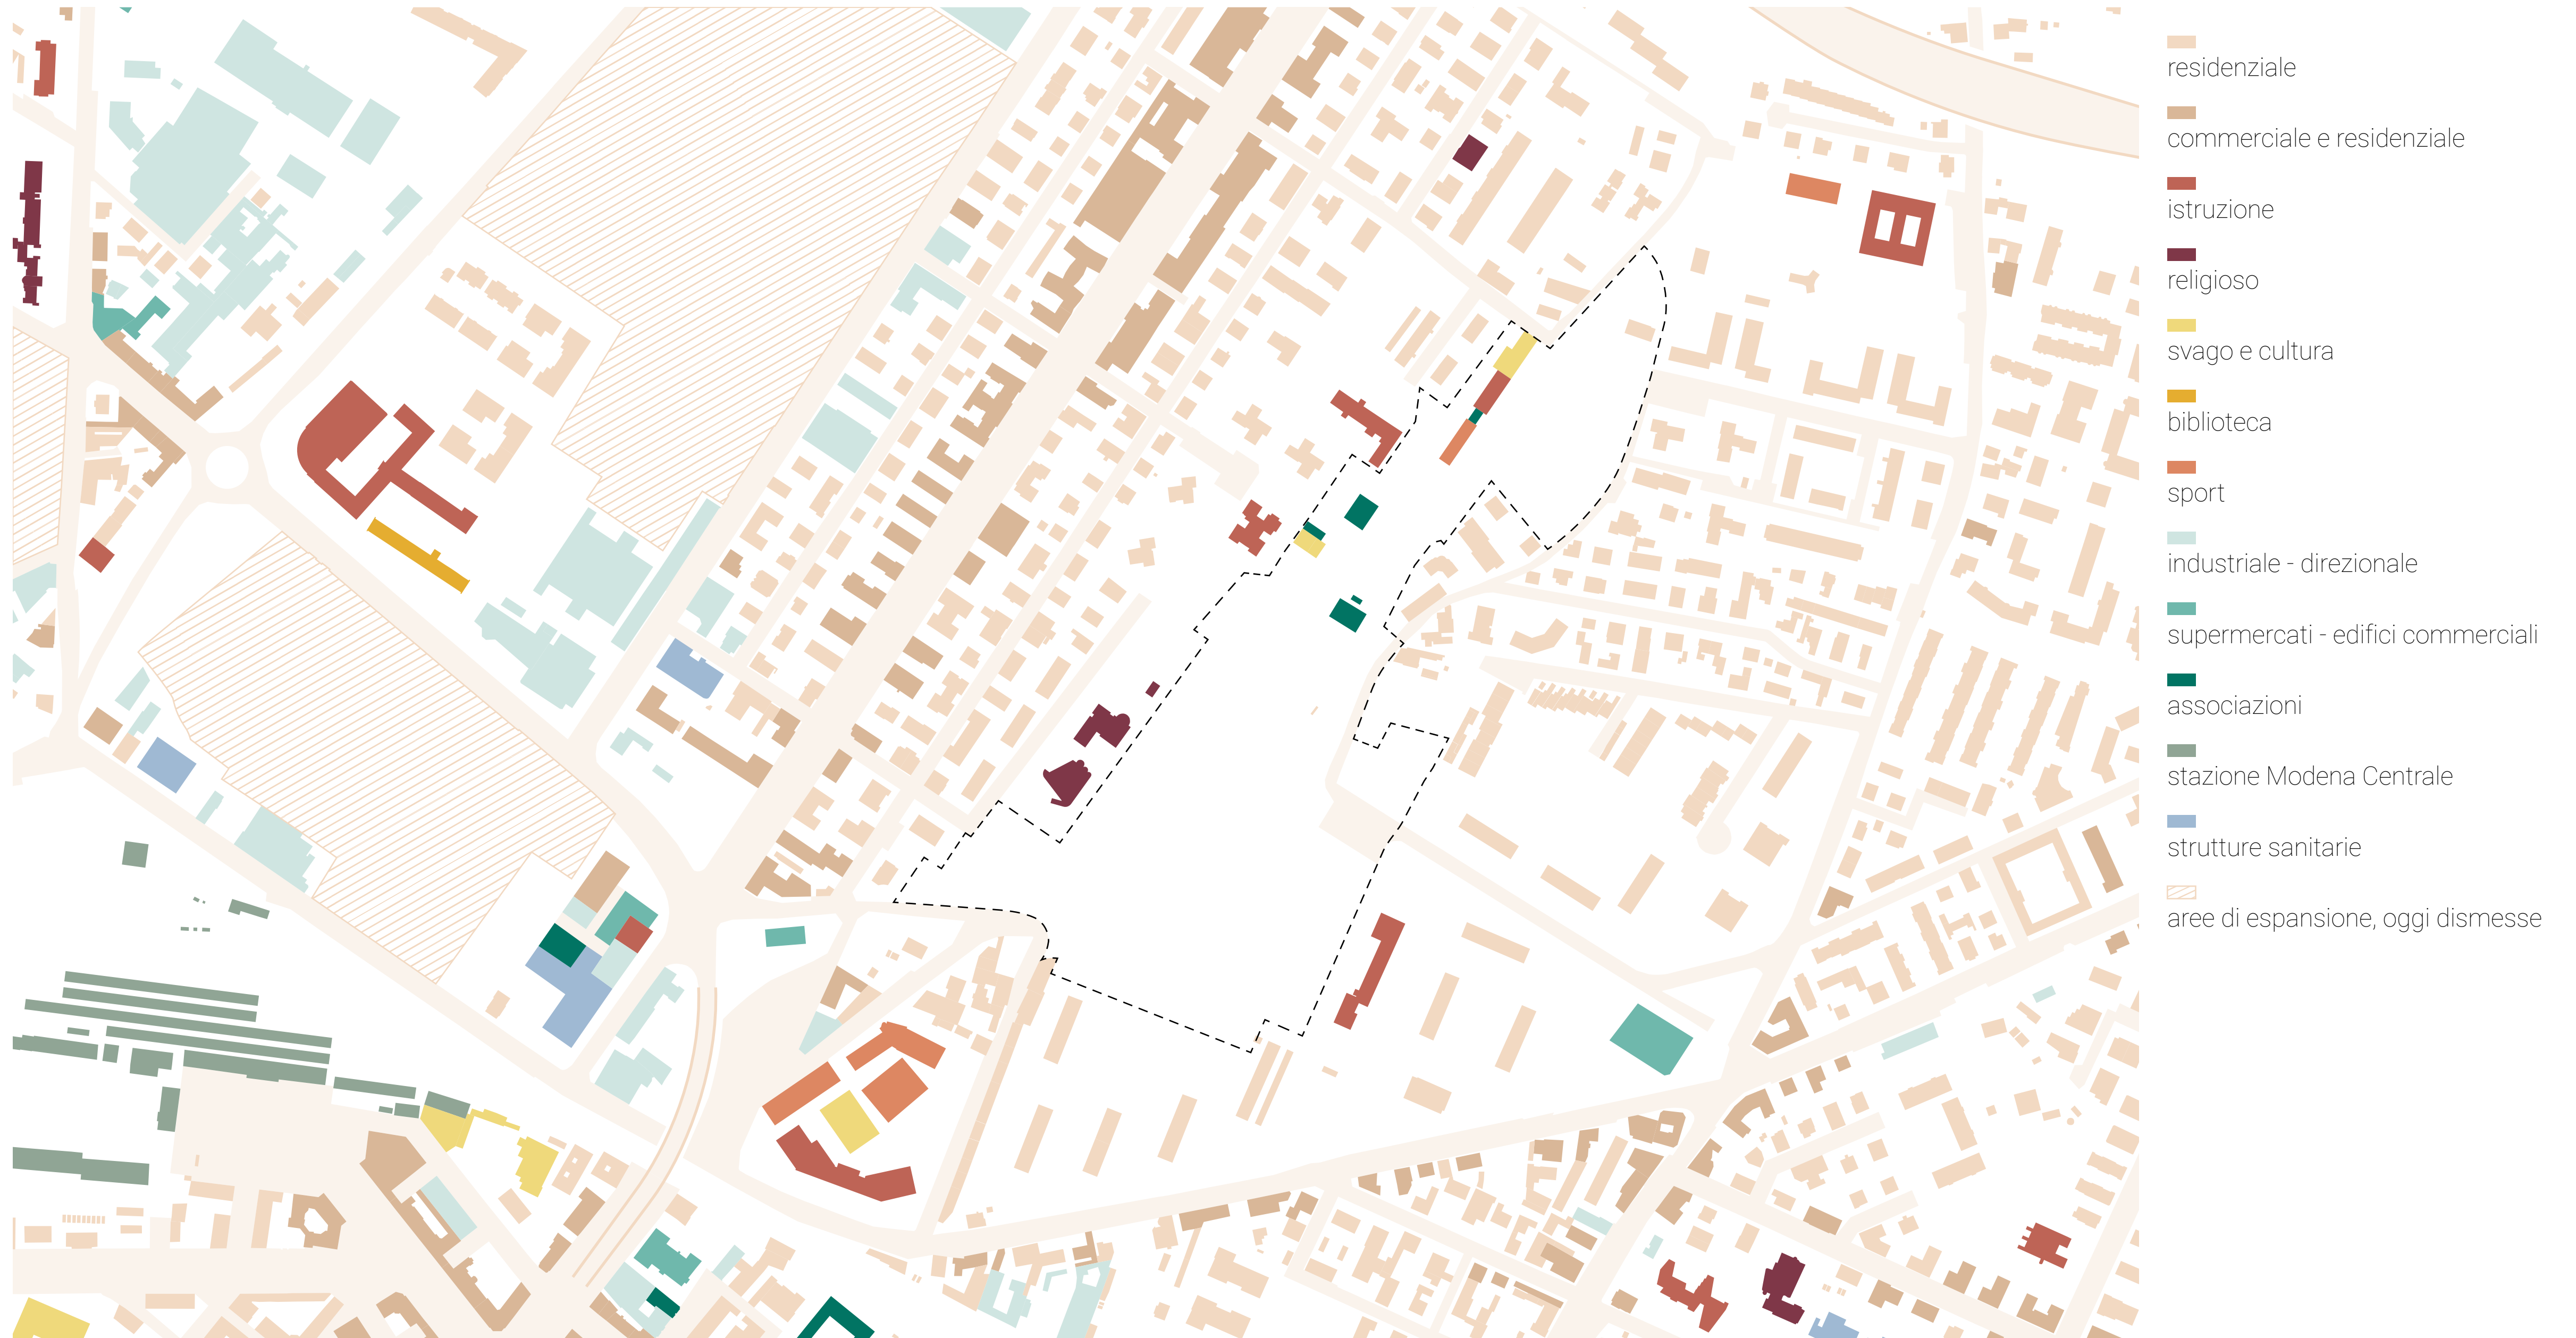 residenziale
commerciale e residenziale
istruzione
religioso
svago e cultura
biblioteca
sport
industriale - direzionale
supermercati - edifici commerciali
associazioni
stazione Modena Centrale
strutture sanitarie
aree di espansione, oggi dismesse